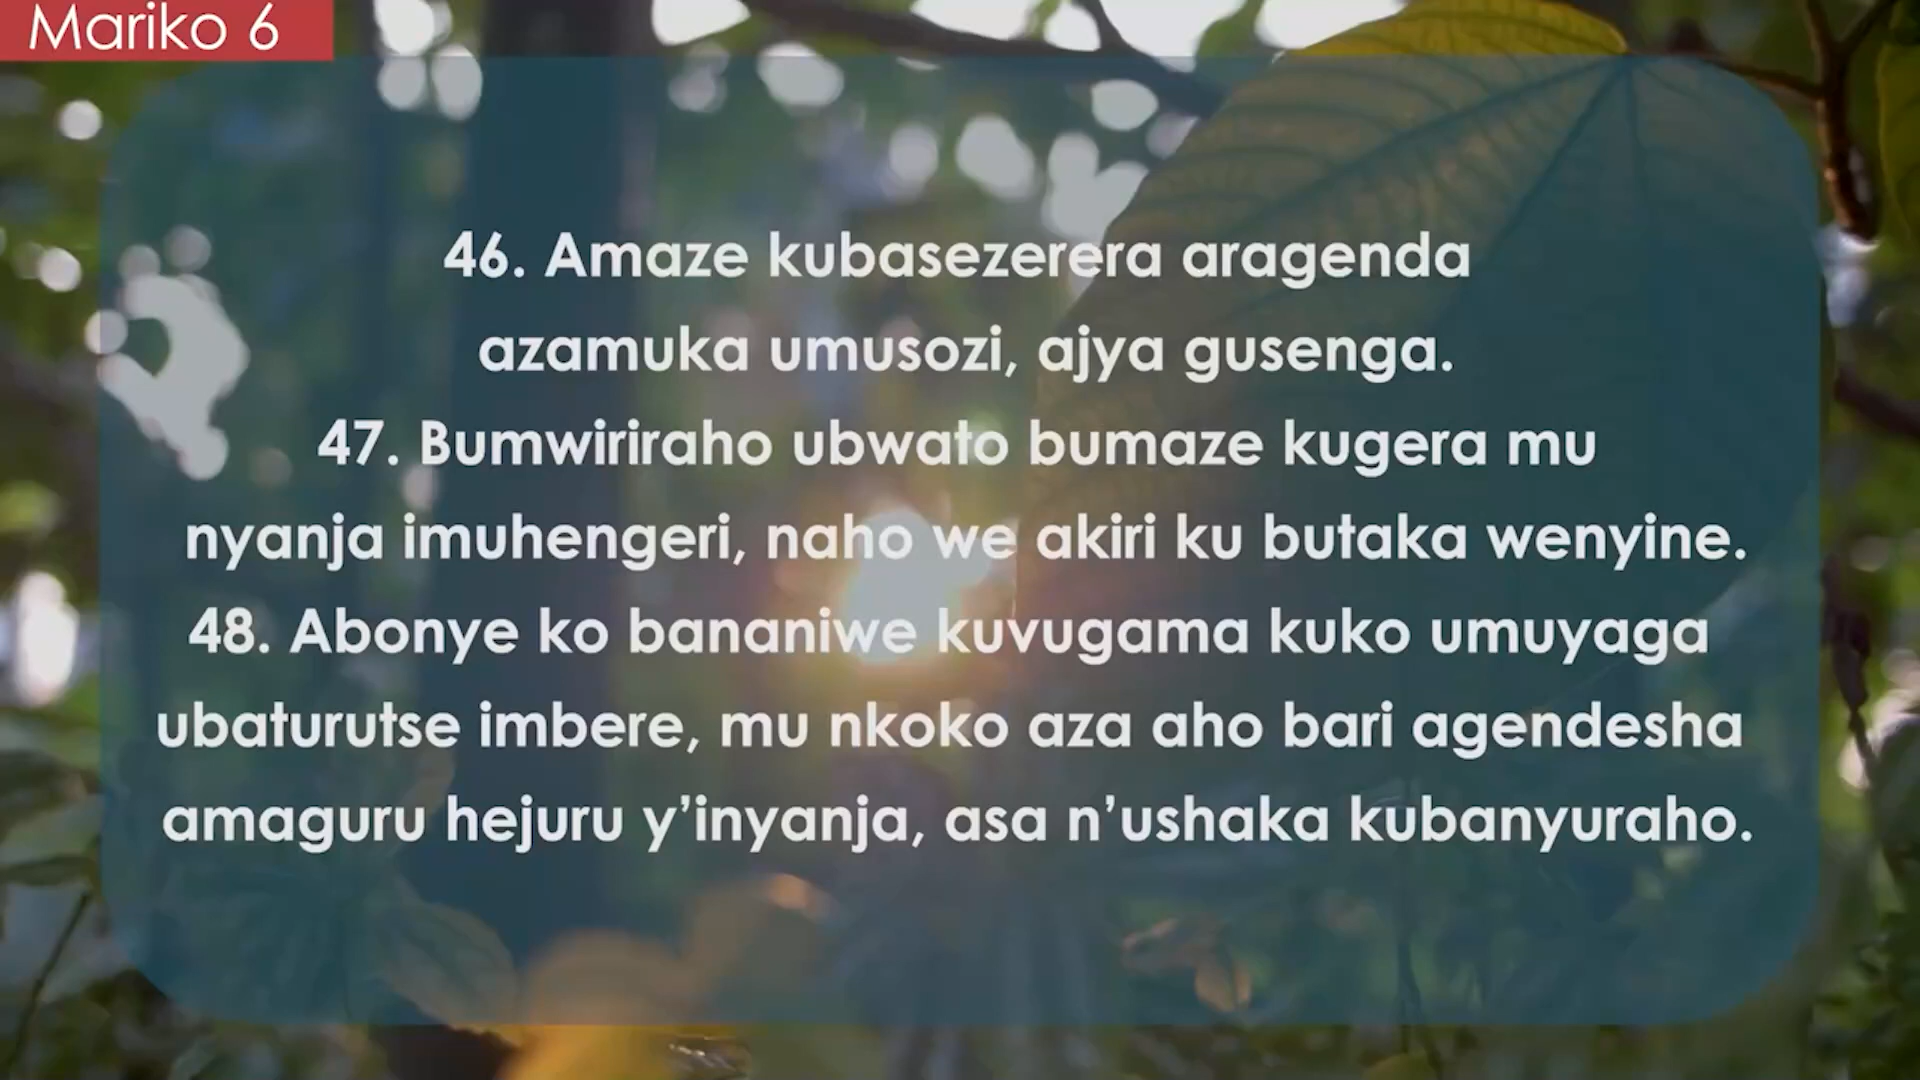 Mariko 6
46. Amaze kubasezerera aragenda
azamuka umusozi, ajya gusenga.
47. Bumwiriraho ubwato bumaze kugera mu
nyanja imuhengeri, naho we akiri ku butaka wenyine.
48. Abonye ko bananiwe kuvugama kuko umuyaga
ubaturutse imbere, mu nkoko aza aho bari agendesha
amaguru hejuru y’inyanja, asa n’ushaka kubanyuraho.